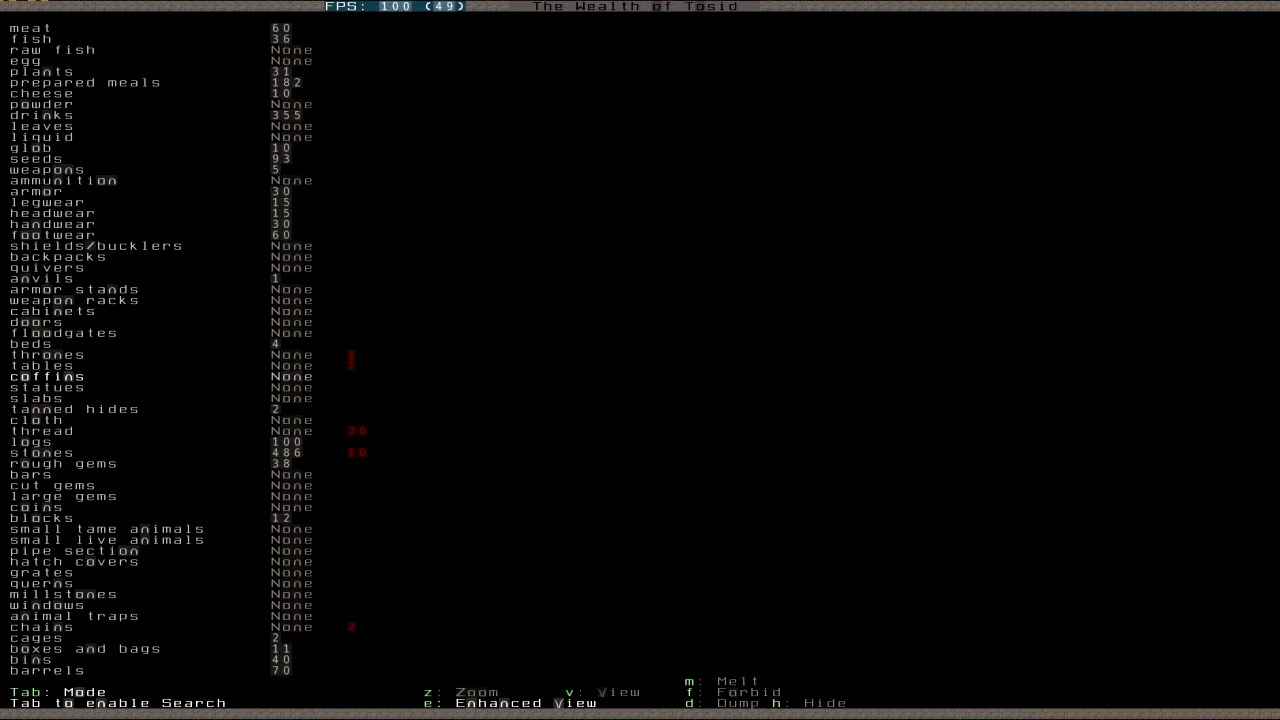 FPS: 100 (49) The Wealth of Tosid
meat 60
fish 36
raw fish None
egg None
plants 31
prepared meals 182
cheese 10
powder None
drinks 355
leaves None
liquid None
glob 10
seeds 93
weapons 5
ammunition None
armor 30
legwear 15
headwear 15
handwear 30
footwear 60
shields/bucklers None
backpacks None
quivers None
anvils 1
armor stands None
weapon racks None
cabinets None
doors None
floodgates None
beds 4
thrones None
tables None
coffins None
statues None
slabs None
tanned hides 2
cloth None
thread None
logs 100
stones 486
rough gems 38
bars None
cut gems None
large gems None
coins None
blocks 12
small tame animals None
small live animals None
pipe section None
hatch covers None
grates None
querns None
millstones None
windows None
animal traps None
chains None 2
cages 2
boxes and bags 11
bins 40
barrels 70
m: Melt
Tab: Mode z: Zoom v: View f: Forbid
Tab to enable Search e: Enhanced View d: Dump h: Hide